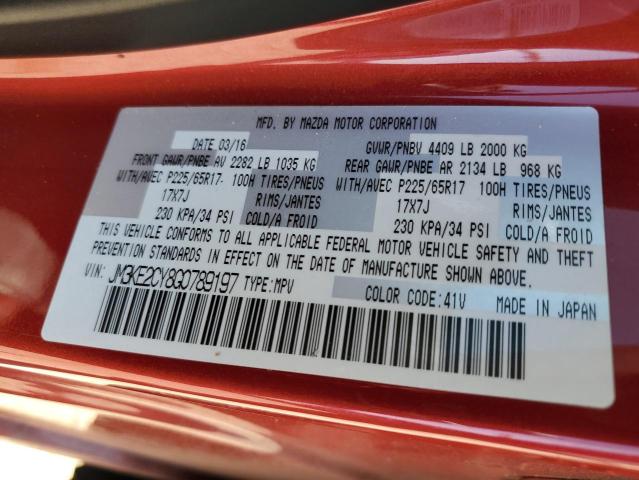 MFD. BY MAZDA MOTOR CORPORATION
DATE 03/16 GVWR/PNBV 4409 LB 2000 KG
FRONT GAWR/PNBE AV 2282 LB 1035 KG REAR GAWR/PNBE AR 2134 LB 968 KG
WITH/AVEC P225/65R17 100H TIRES/PNEUS WITH/AVEC P225/65R17 100H TIRES/PNEUS
17X7J RIMS/JANTES 17X7J RIMS/JANTES
230 KPA/34 PSI COLD/A FROID 230 KPA/34 PSI COLD/A FROID
THIS VEHICLE CONFORMS TO ALL APPLICABLE FEDERAL MOTOR VEHICLE SAFETY AND THEFT
PREVENTION STANDARDS IN EFFECT ON THE DATE OF MANUFACTURE SHOWN ABOVE.
VIN: JM3KE2CY8G0789197 TYPE:MPV COLOR CODE:41V MADE IN JAPAN